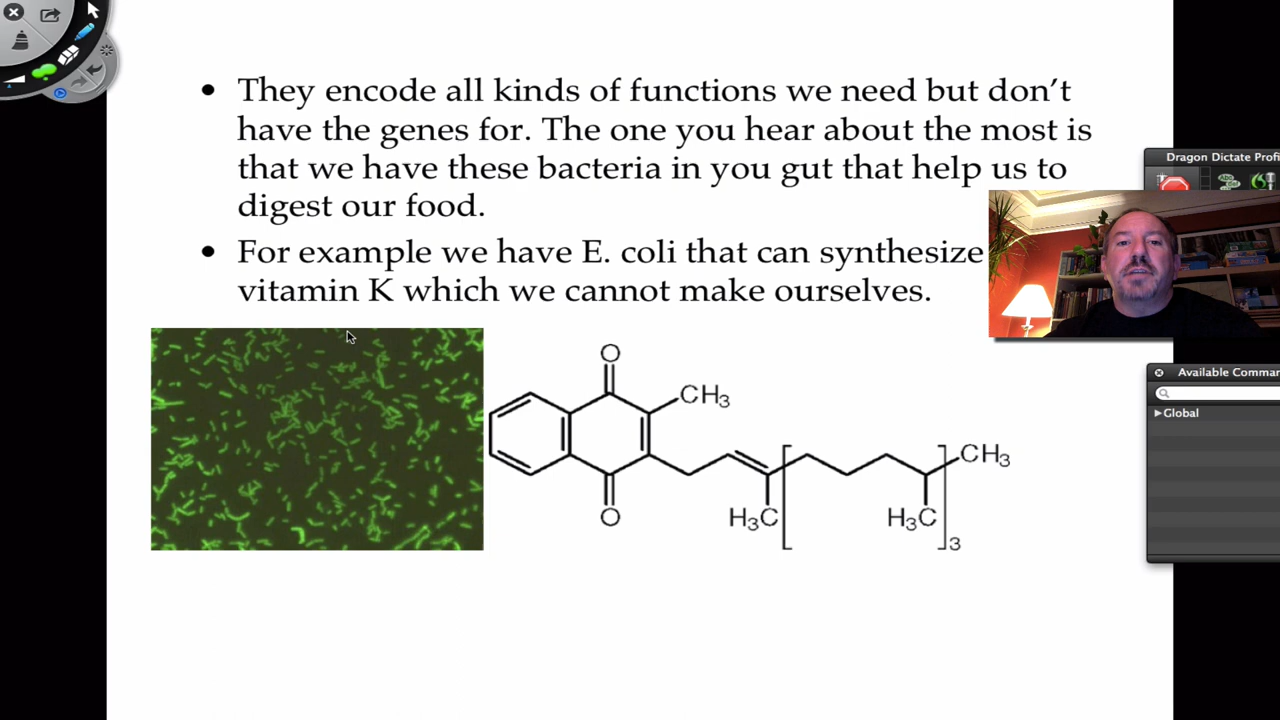 • They encode all kinds of functions we need but don't
have the genes for. The one you hear about the most is
that we have these bacteria in you gut that help us to
digest our food.
• For example we have E. coli that can synthesize
vitamin K which we cannot make ourselves.
O
CH3
CH3
O
H3C
H3C
3
Dragon Dictate Profi
Available Comman
Global